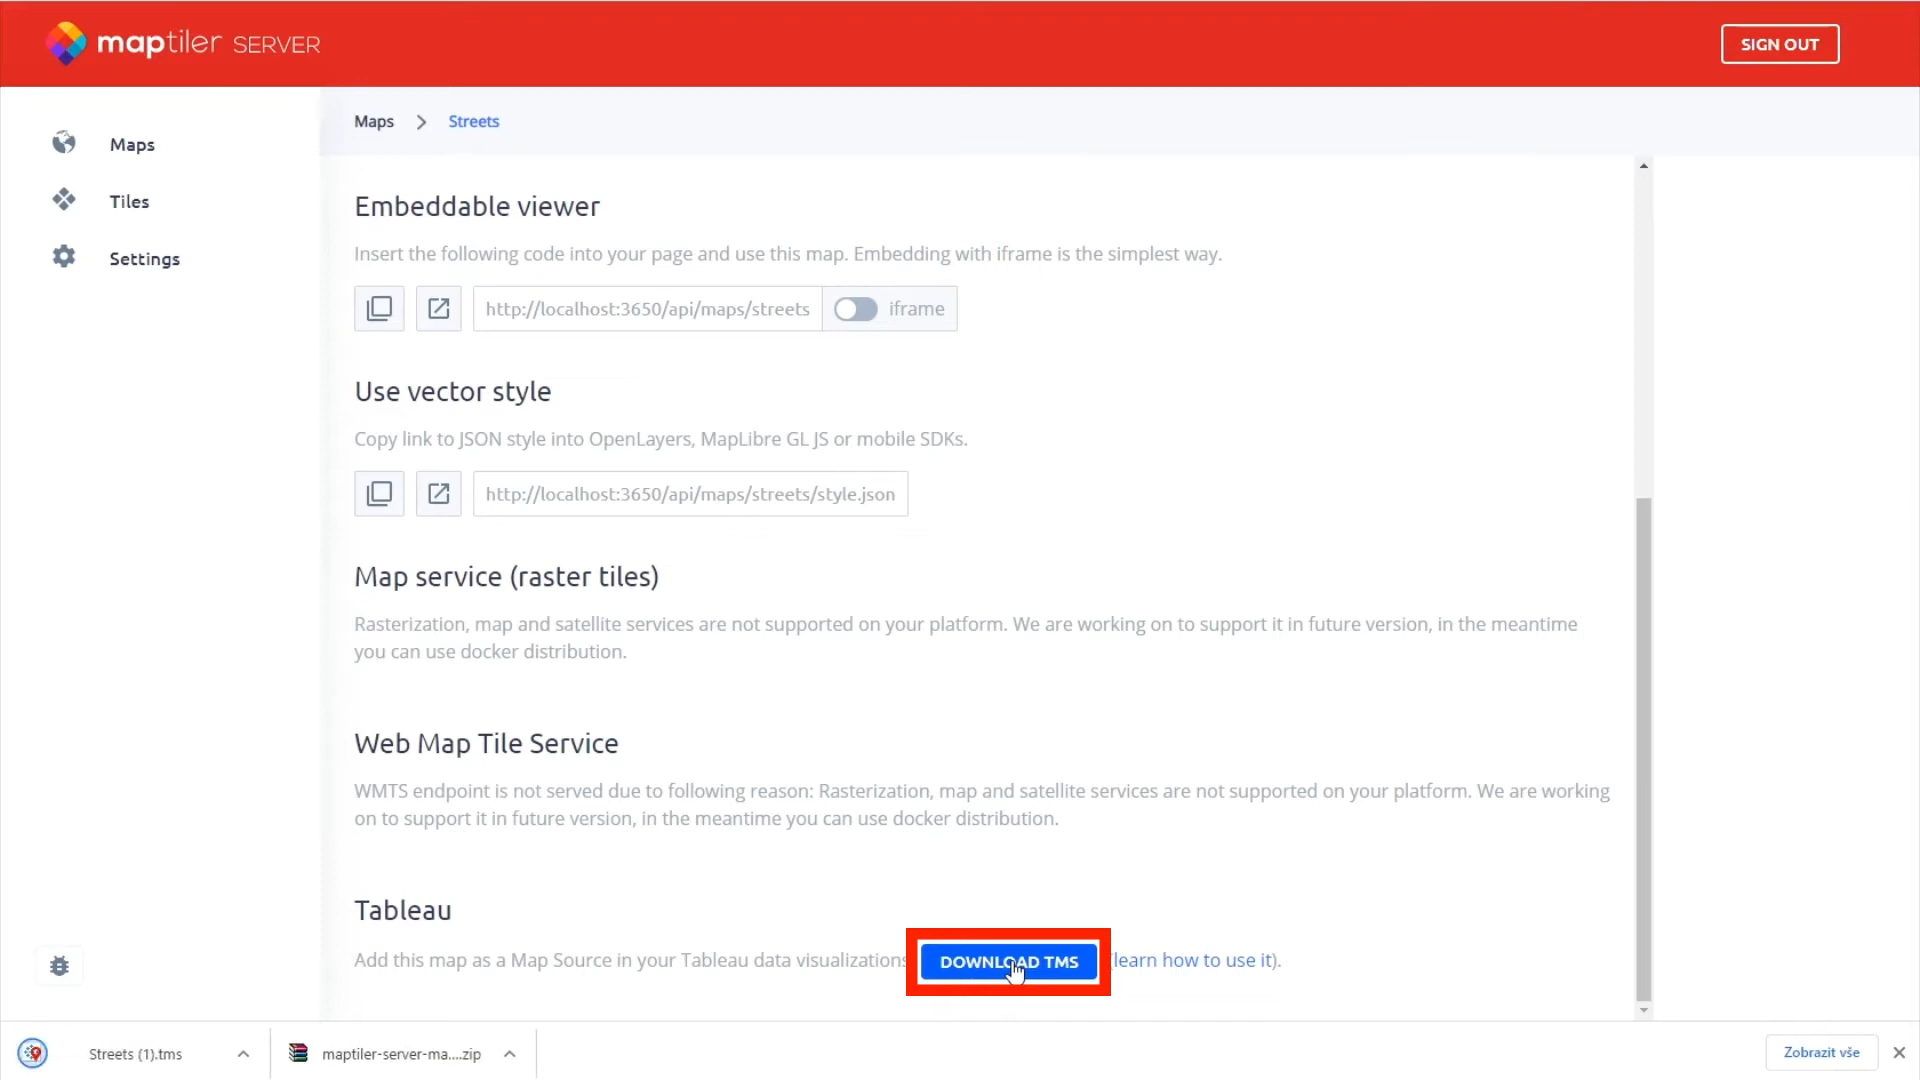 maptiler SERVER
SIGN OUT
Maps
Tiles
Settings
Maps > Streets
Embeddable viewer
Insert the following code into your page and use this map. Embedding with iframe is the simplest way.
http://localhost:3650/api/maps/streets iframe
Use vector style
Copy link to JSON style into OpenLayers, MapLibre GL JS or mobile SDKs.
http://localhost:3650/api/maps/streets/style.json
Map service (raster tiles)
Rasterization, map and satellite services are not supported on your platform. We are working on to support it in future version, in the meantime
you can use docker distribution.
Web Map Tile Service
WMTS endpoint is not served due to following reason: Rasterization, map and satellite services are not supported on your platform. We are working
on to support it in future version, in the meantime you can use docker distribution.
Tableau
Add this map as a Map Source in your Tableau data visualizations DOWNLOAD TMS (learn how to use it).
Streets (1).tms
maptiler-server-ma....zip
Zobrazit vše